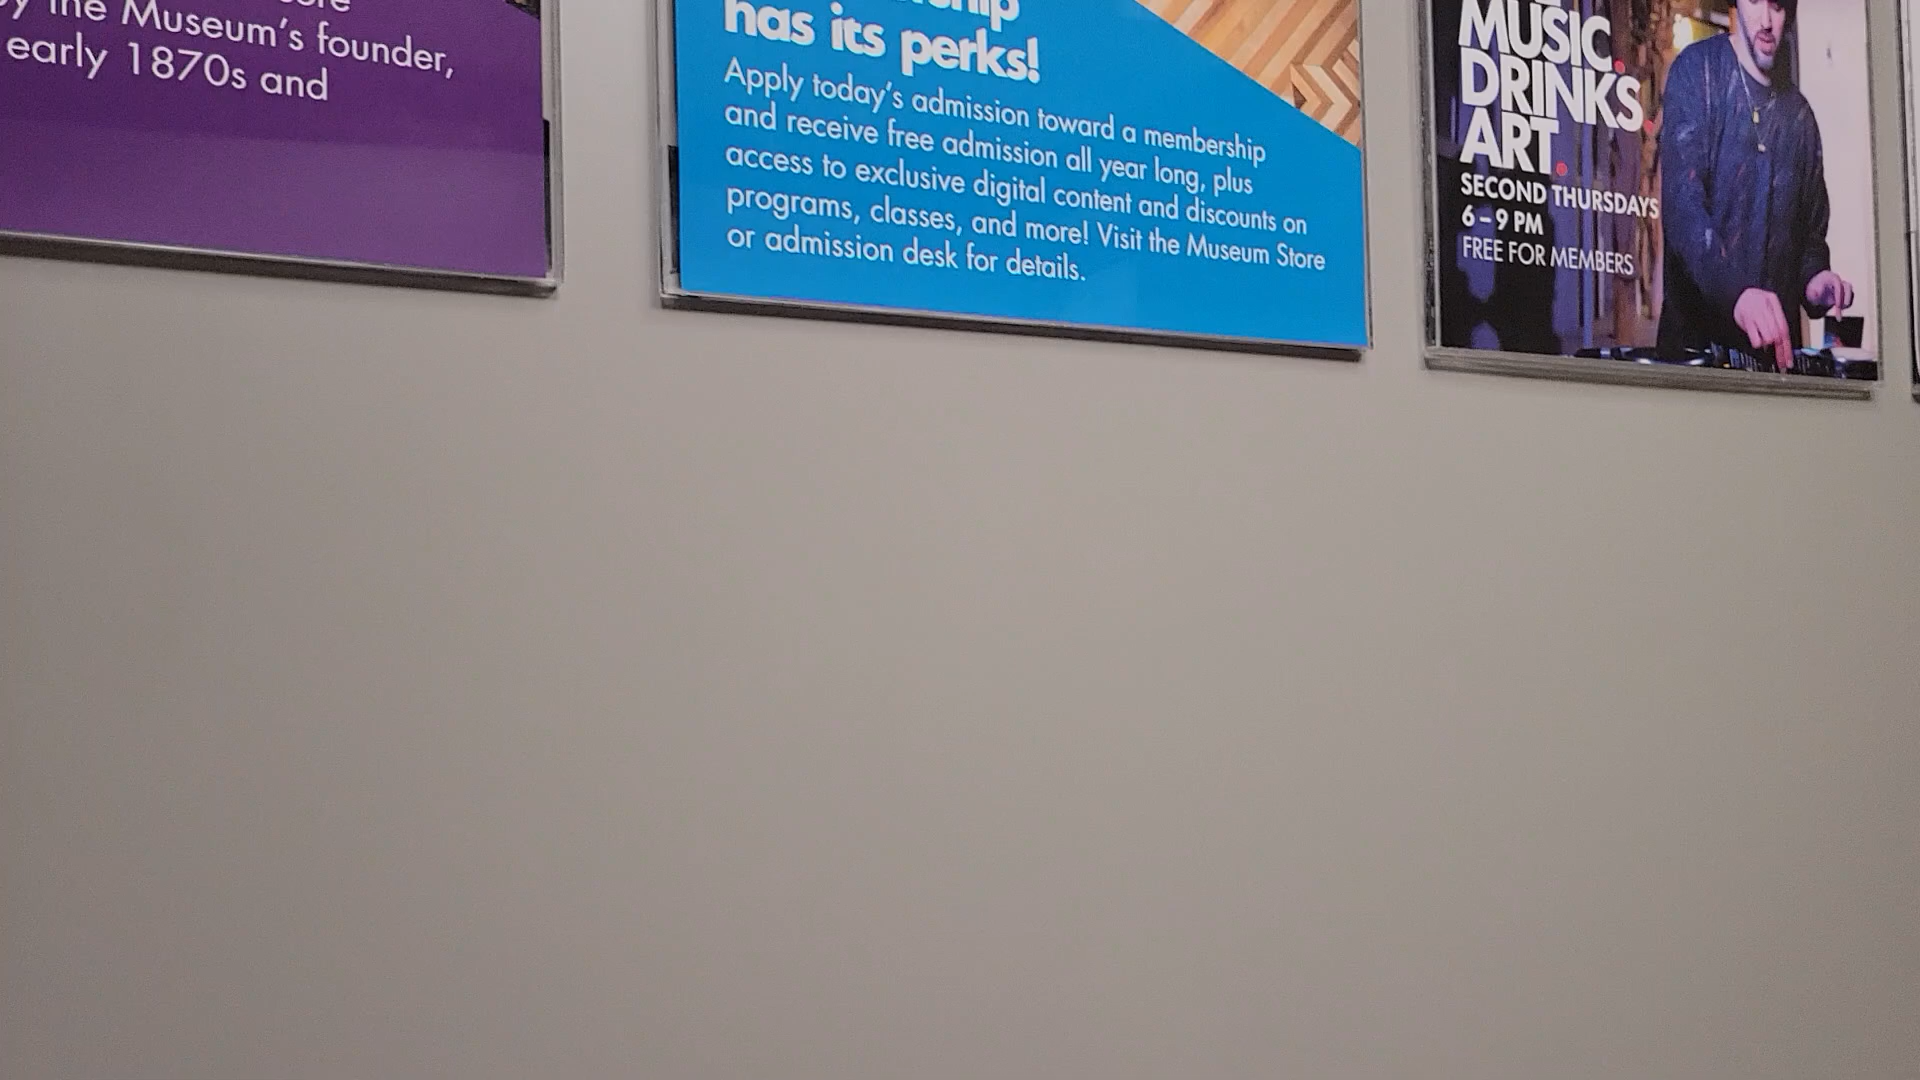 the Museum's founder,
early 1870s and
has its perks!
Apply today's admission toward a membership
and receive free admission all year long, plus
access to exclusive digital content and discounts on
programs, classes, and more! Visit the Museum Store
or admission desk for details.
MUSIC.
DRINKS.
ART.
SECOND THURSDAYS
6 – 9 PM
FREE FOR MEMBERS